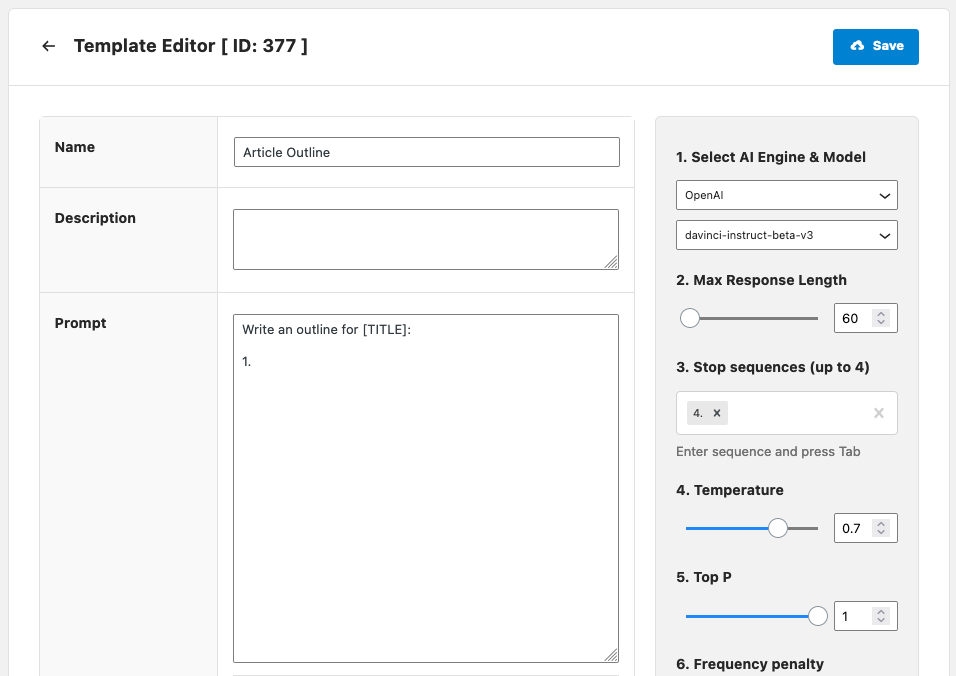 Template Editor [ ID: 377 ]
Save
Name
Article Outline
Description
Prompt
Write an outline for [TITLE]:
1.
1. Select AI Engine & Model
OpenAI
davinci-instruct-beta-v3
2. Max Response Length
60
3. Stop sequences (up to 4)
4.
Enter sequence and press Tab
4. Temperature
0.7
5. Top P
1
6. Frequency penalty